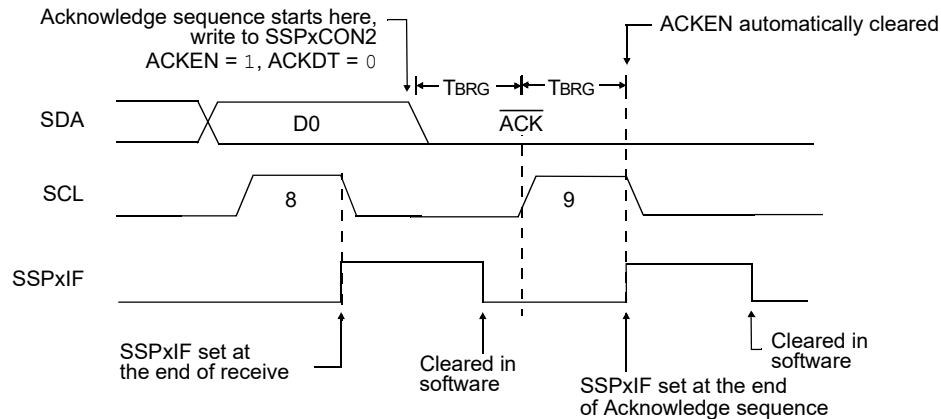 Acknowledge sequence starts here,
write to SSPxCON2
ACKEN = 1, ACKDT = 0
ACKEN automatically cleared
TBRG
TBRG
SDA
D0
ACK
SCL
8
9
SSPxIF
SSPxIF set at
the end of receive
Cleared in
software
SSPxIF set at the end
of Acknowledge sequence
Cleared in
software